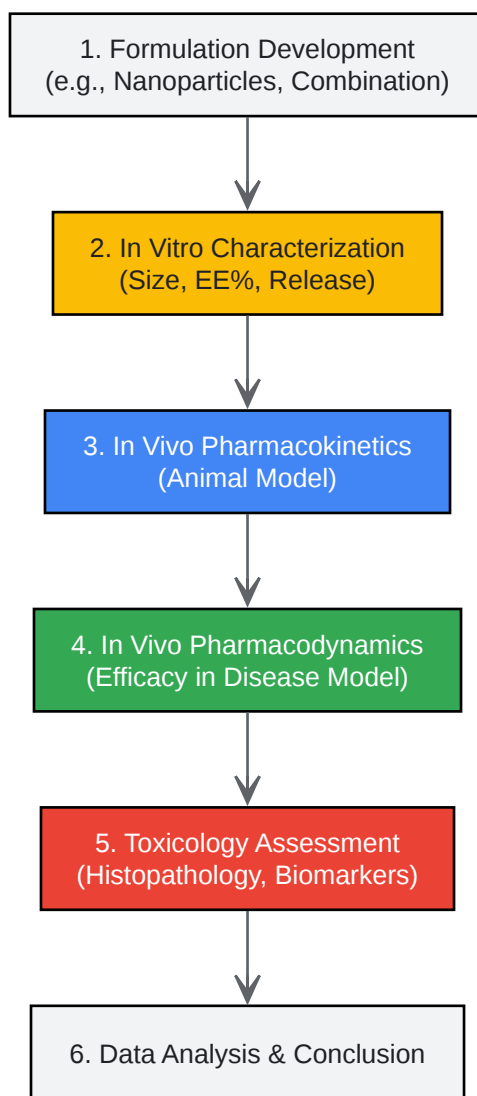 1. Formulation Development
(e.g., Nanoparticles, Combination)
2. In Vitro Characterization
(Size, EE%, Release)
3. In Vivo Pharmacokinetics
(Animal Model)
4. In Vivo Pharmacodynamics
(Efficacy in Disease Model)
5. Toxicology Assessment
(Histopathology, Biomarkers)
6. Data Analysis & Conclusion